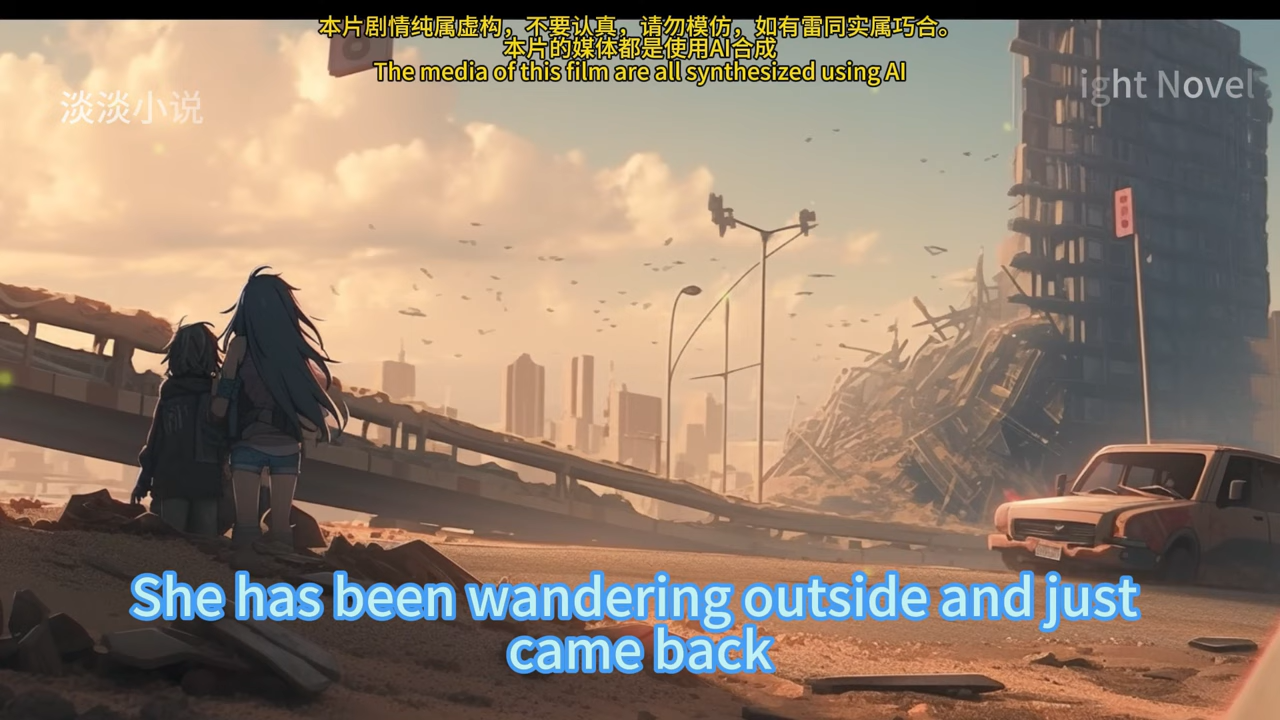 本片剧情纯属虚构，不要认真，请勿模仿，如有雷同实属巧合。
本片的媒体都是使用AI合成
The media of this film are all synthesized using AI
淡淡小说
ight Novel
She has been wandering outside and just
came back